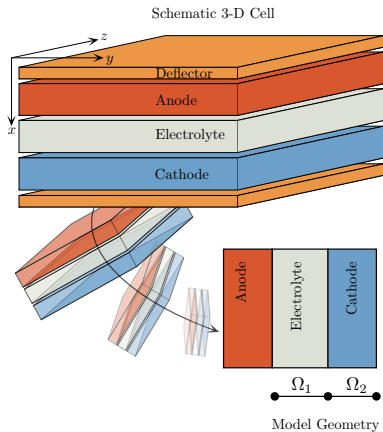 Schematic 3-D Cell
z
y
x
Deflector
Anode
Electrolyte
Cathode
Anode
Electrolyte
Cathode
Ω₁ Ω₂
Model Geometry